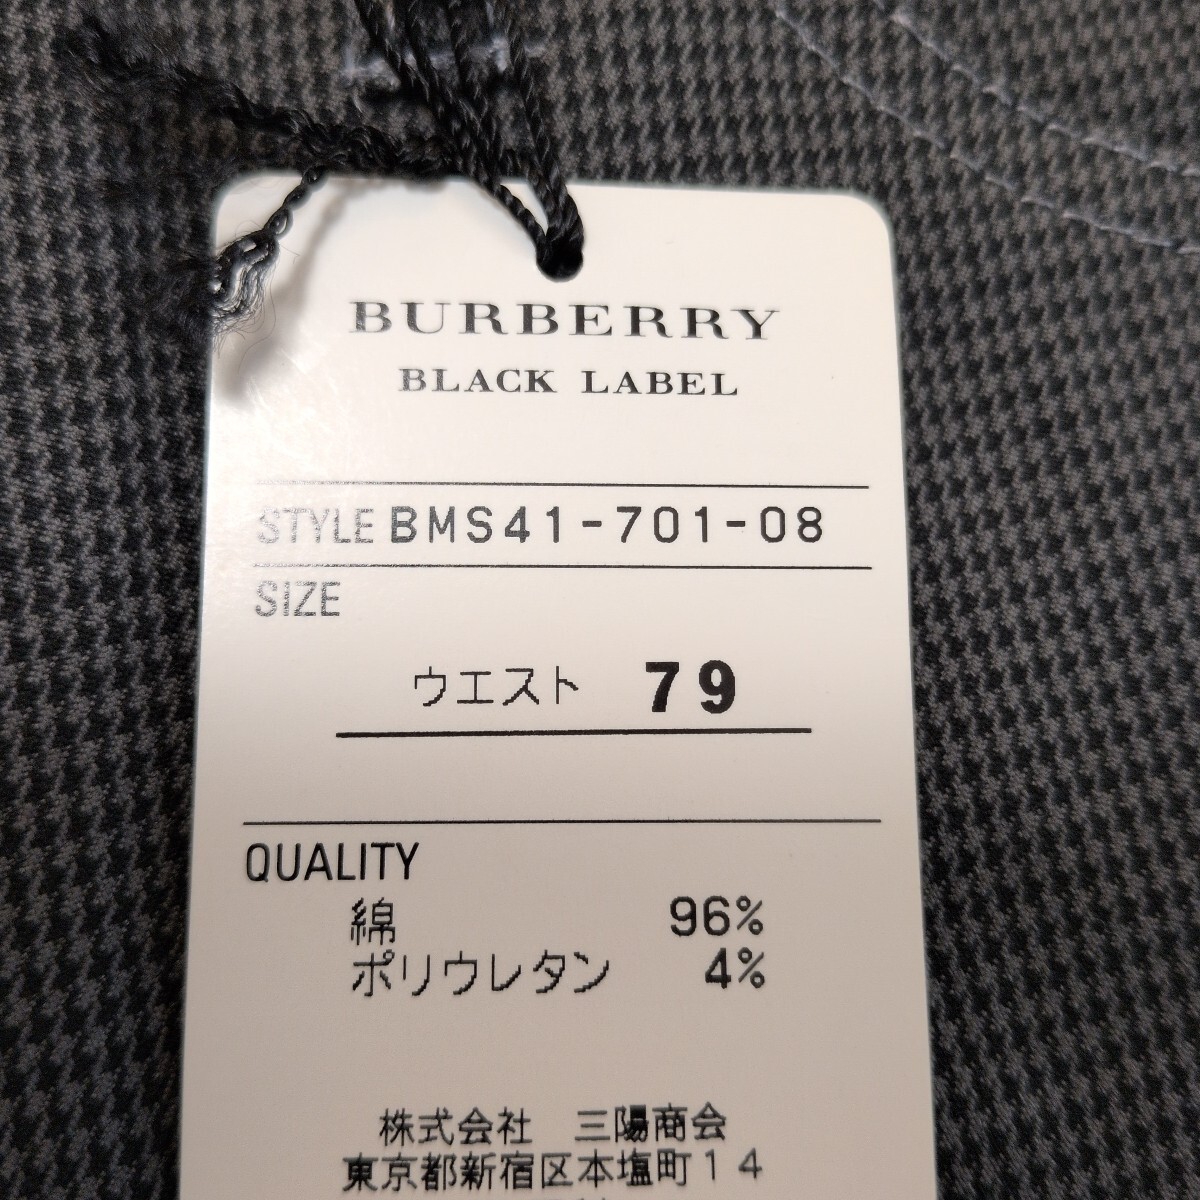 BURBERRY
BLACK LABEL
STYLE BMS41-701-08
SIZE
ウエスト 79
QUALITY
綿 96%
ポリウレタン 4%
株式会社 三陽商会
東京都新宿区本塩町14